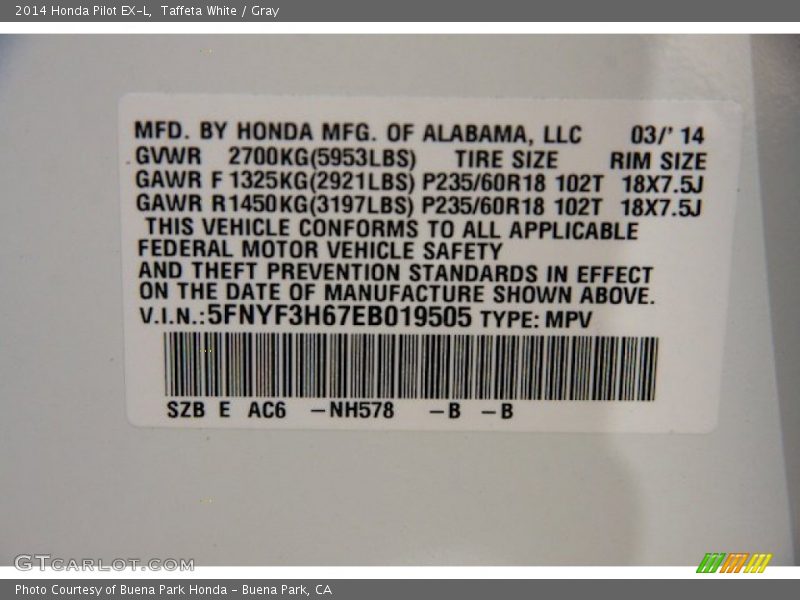 2014 Honda Pilot EX-L, Taffeta White / Gray
MFD. BY HONDA MFG. OF ALABAMA, LLC 03/' 14
GVWR 2700KG(5953LBS) TIRE SIZE RIM SIZE
GAWR F 1325KG(2921LBS) P235/60R18 102T 18X7.5J
GAWR R1450KG(3197LBS) P235/60R18 102T 18X7.5J
THIS VEHICLE CONFORMS TO ALL APPLICABLE
FEDERAL MOTOR VEHICLE SAFETY
AND THEFT PREVENTION STANDARDS IN EFFECT
ON THE DATE OF MANUFACTURE SHOWN ABOVE.
V.I.N.:5FNYF3H67EB019505 TYPE: MPV
SZB E AC6 –NH578 –B –B
GTCARLOT.COM
Photo Courtesy of Buena Park Honda – Buena Park, CA